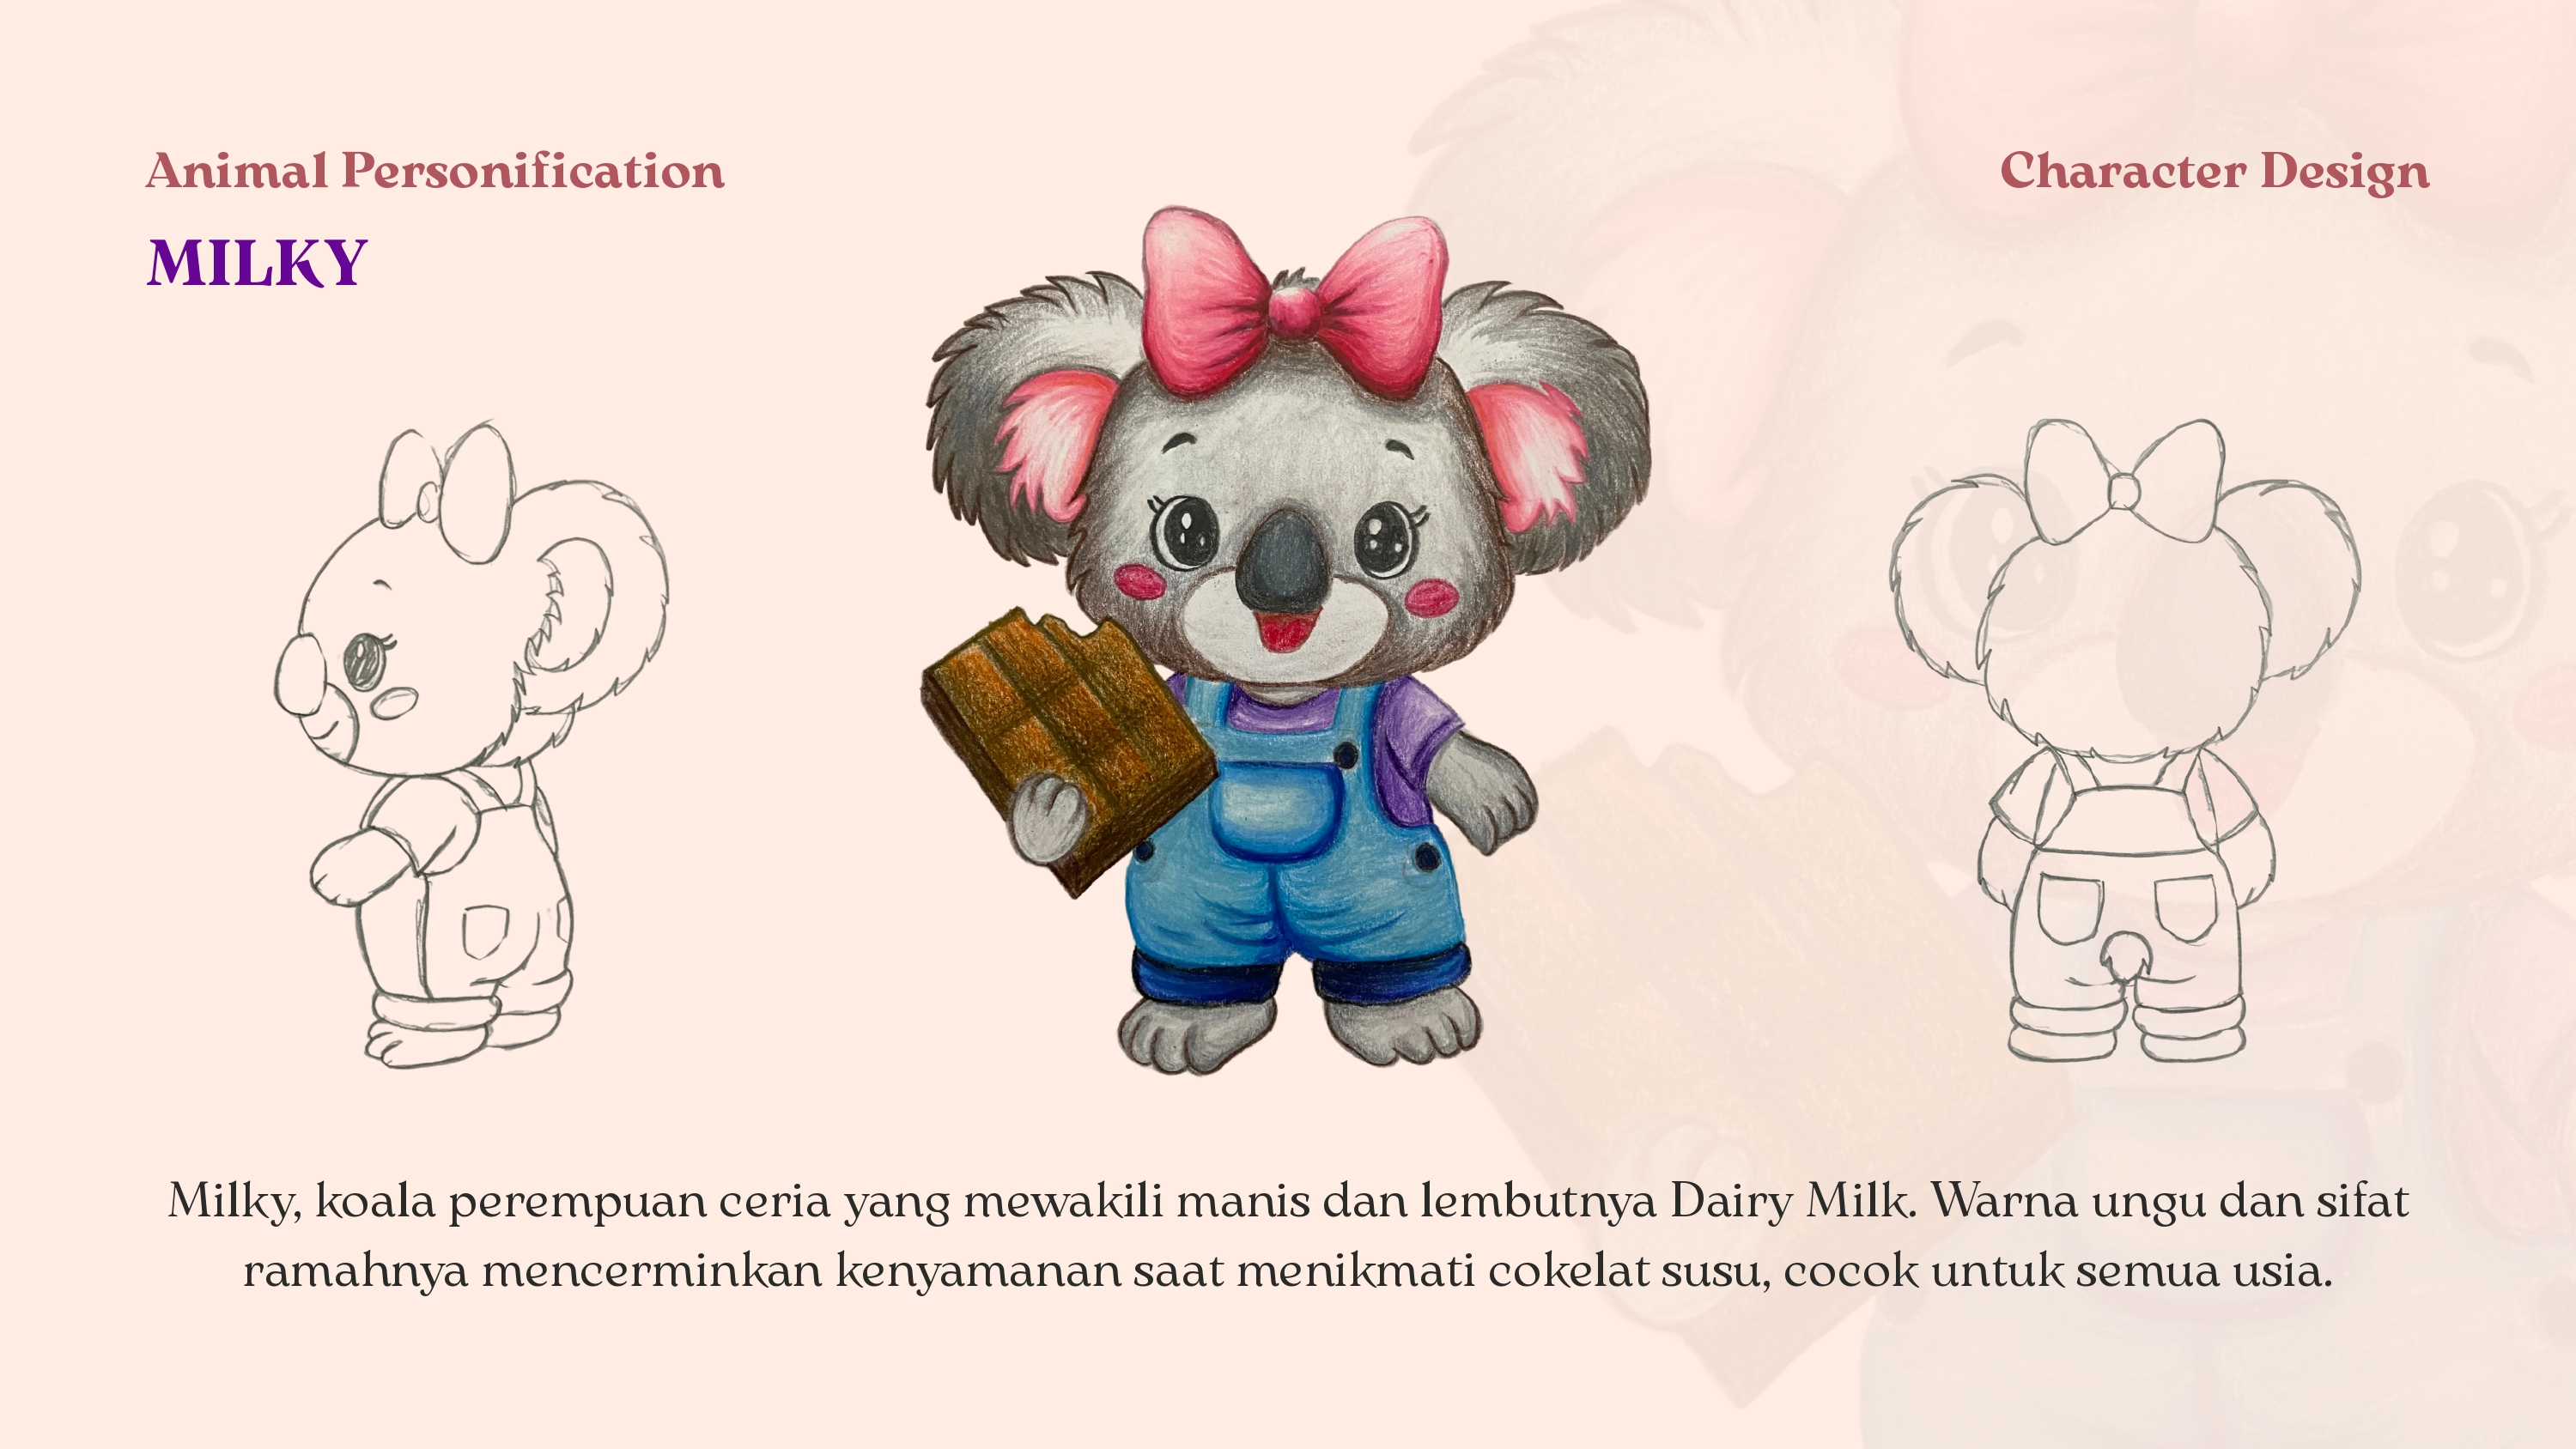 Animal Personification
Character Design
MILKY
Milky, koala perempuan ceria yang mewakili manis dan lembutnya Dairy Milk. Warna ungu dan sifat
ramahnya mencerminkan kenyamanan saat menikmati cokelat susu, cocok untuk semua usia.